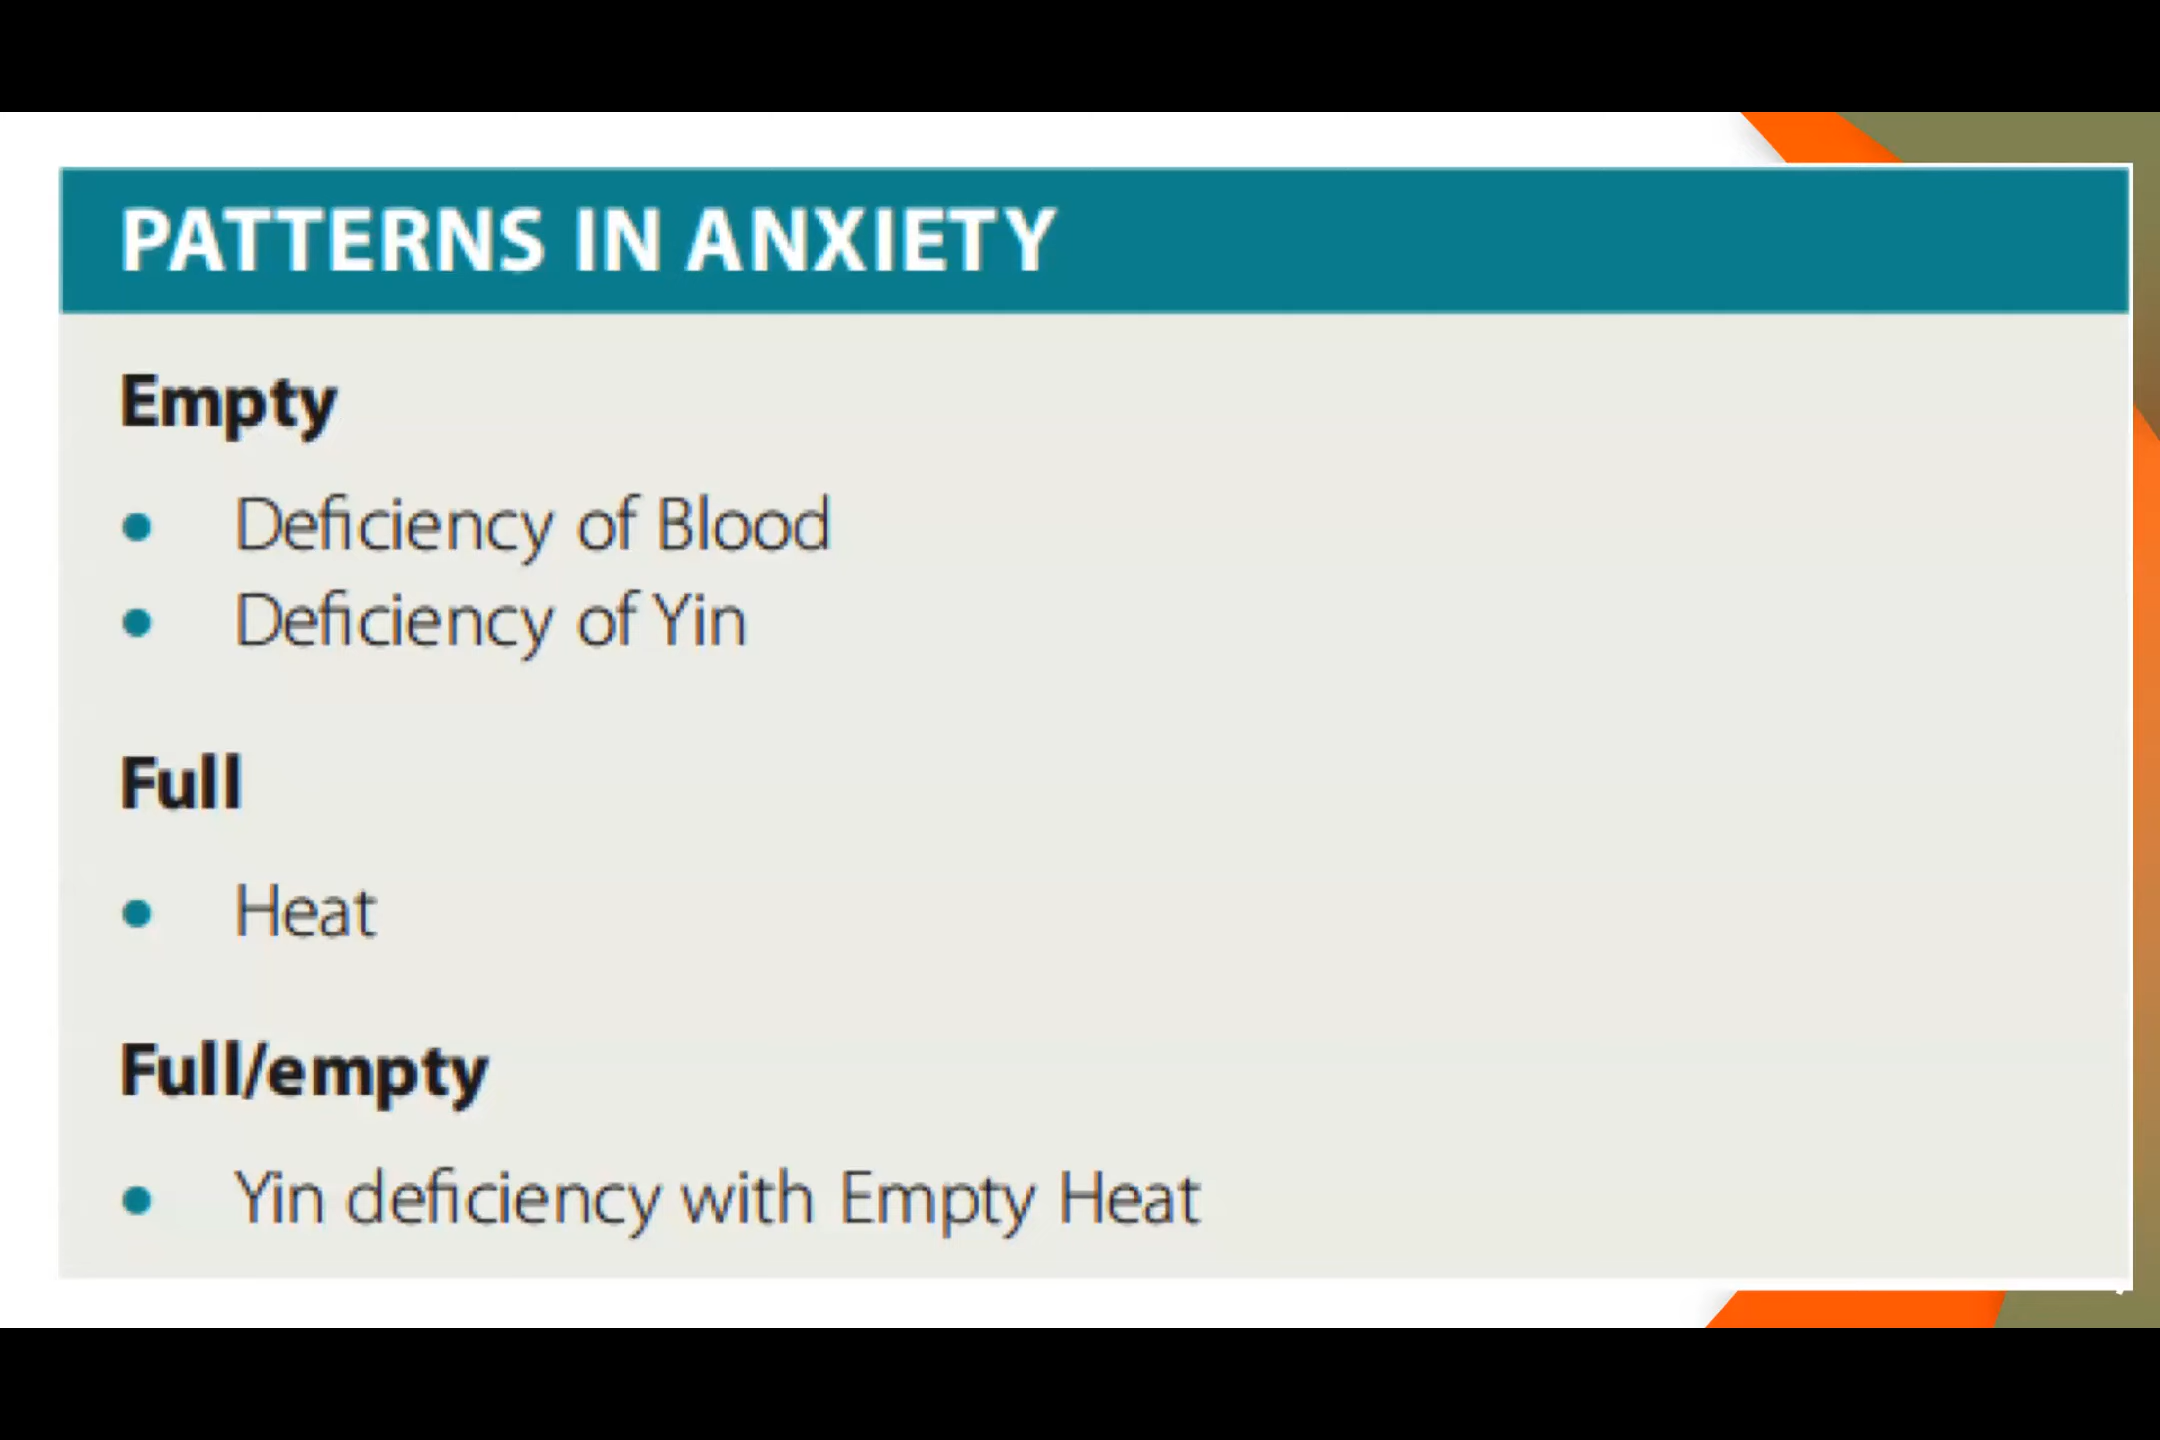 PATTERNS IN ANXIETY
Empty
• Deficiency of Blood
• Deficiency of Yin
Full
• Heat
Full/empty
• Yin deficiency with Empty Heat